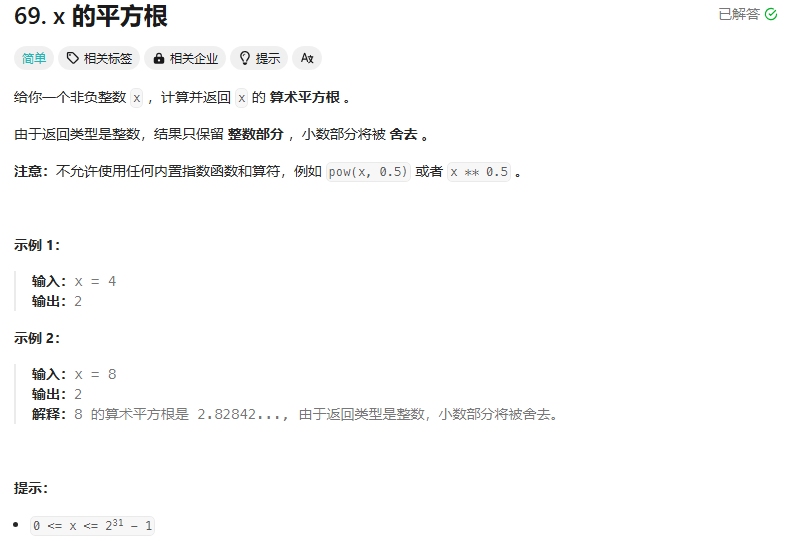 69. x 的平方根
已解答
简单 相关标签 相关企业 提示 Aあ
给你一个非负整数 x ，计算并返回 x 的 算术平方根 。
由于返回类型是整数，结果只保留 整数部分 ，小数部分将被 舍去 。
注意：不允许使用任何内置指数函数和算符，例如 pow(x, 0.5) 或者 x ** 0.5 。
示例 1：
输入：x = 4
输出：2
示例 2：
输入：x = 8
输出：2
解释：8 的算术平方根是 2.82842..., 由于返回类型是整数，小数部分将被舍去。
提示：
0 <= x <= 2³¹ - 1